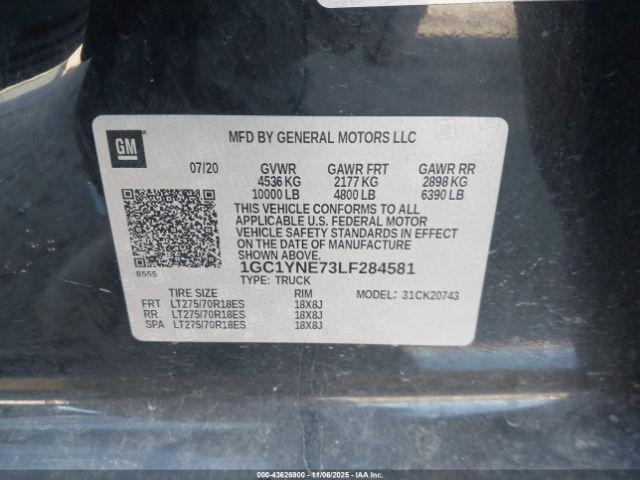 GM
MFD BY GENERAL MOTORS LLC
07/20 GVWR GAWR FRT GAWR RR
4536 KG 2177 KG 2898 KG
10000 LB 4800 LB 6390 LB
THIS VEHICLE CONFORMS TO ALL
APPLICABLE U.S. FEDERAL MOTOR
VEHICLE SAFETY STANDARDS IN EFFECT
ON THE DATE OF MANUFACTURE
SHOWN ABOVE.
8555
1GC1YNE73LF284581
TYPE: TRUCK
TIRE SIZE RIM MODEL: 31CK20743
FRT LT275/70R18ES 18X8J
RR LT275/70R18ES 18X8J
SPA LT275/70R18ES 18X8J
000-43626900 - 11/06/2025 - COPYRIGHT IAA, LLC.